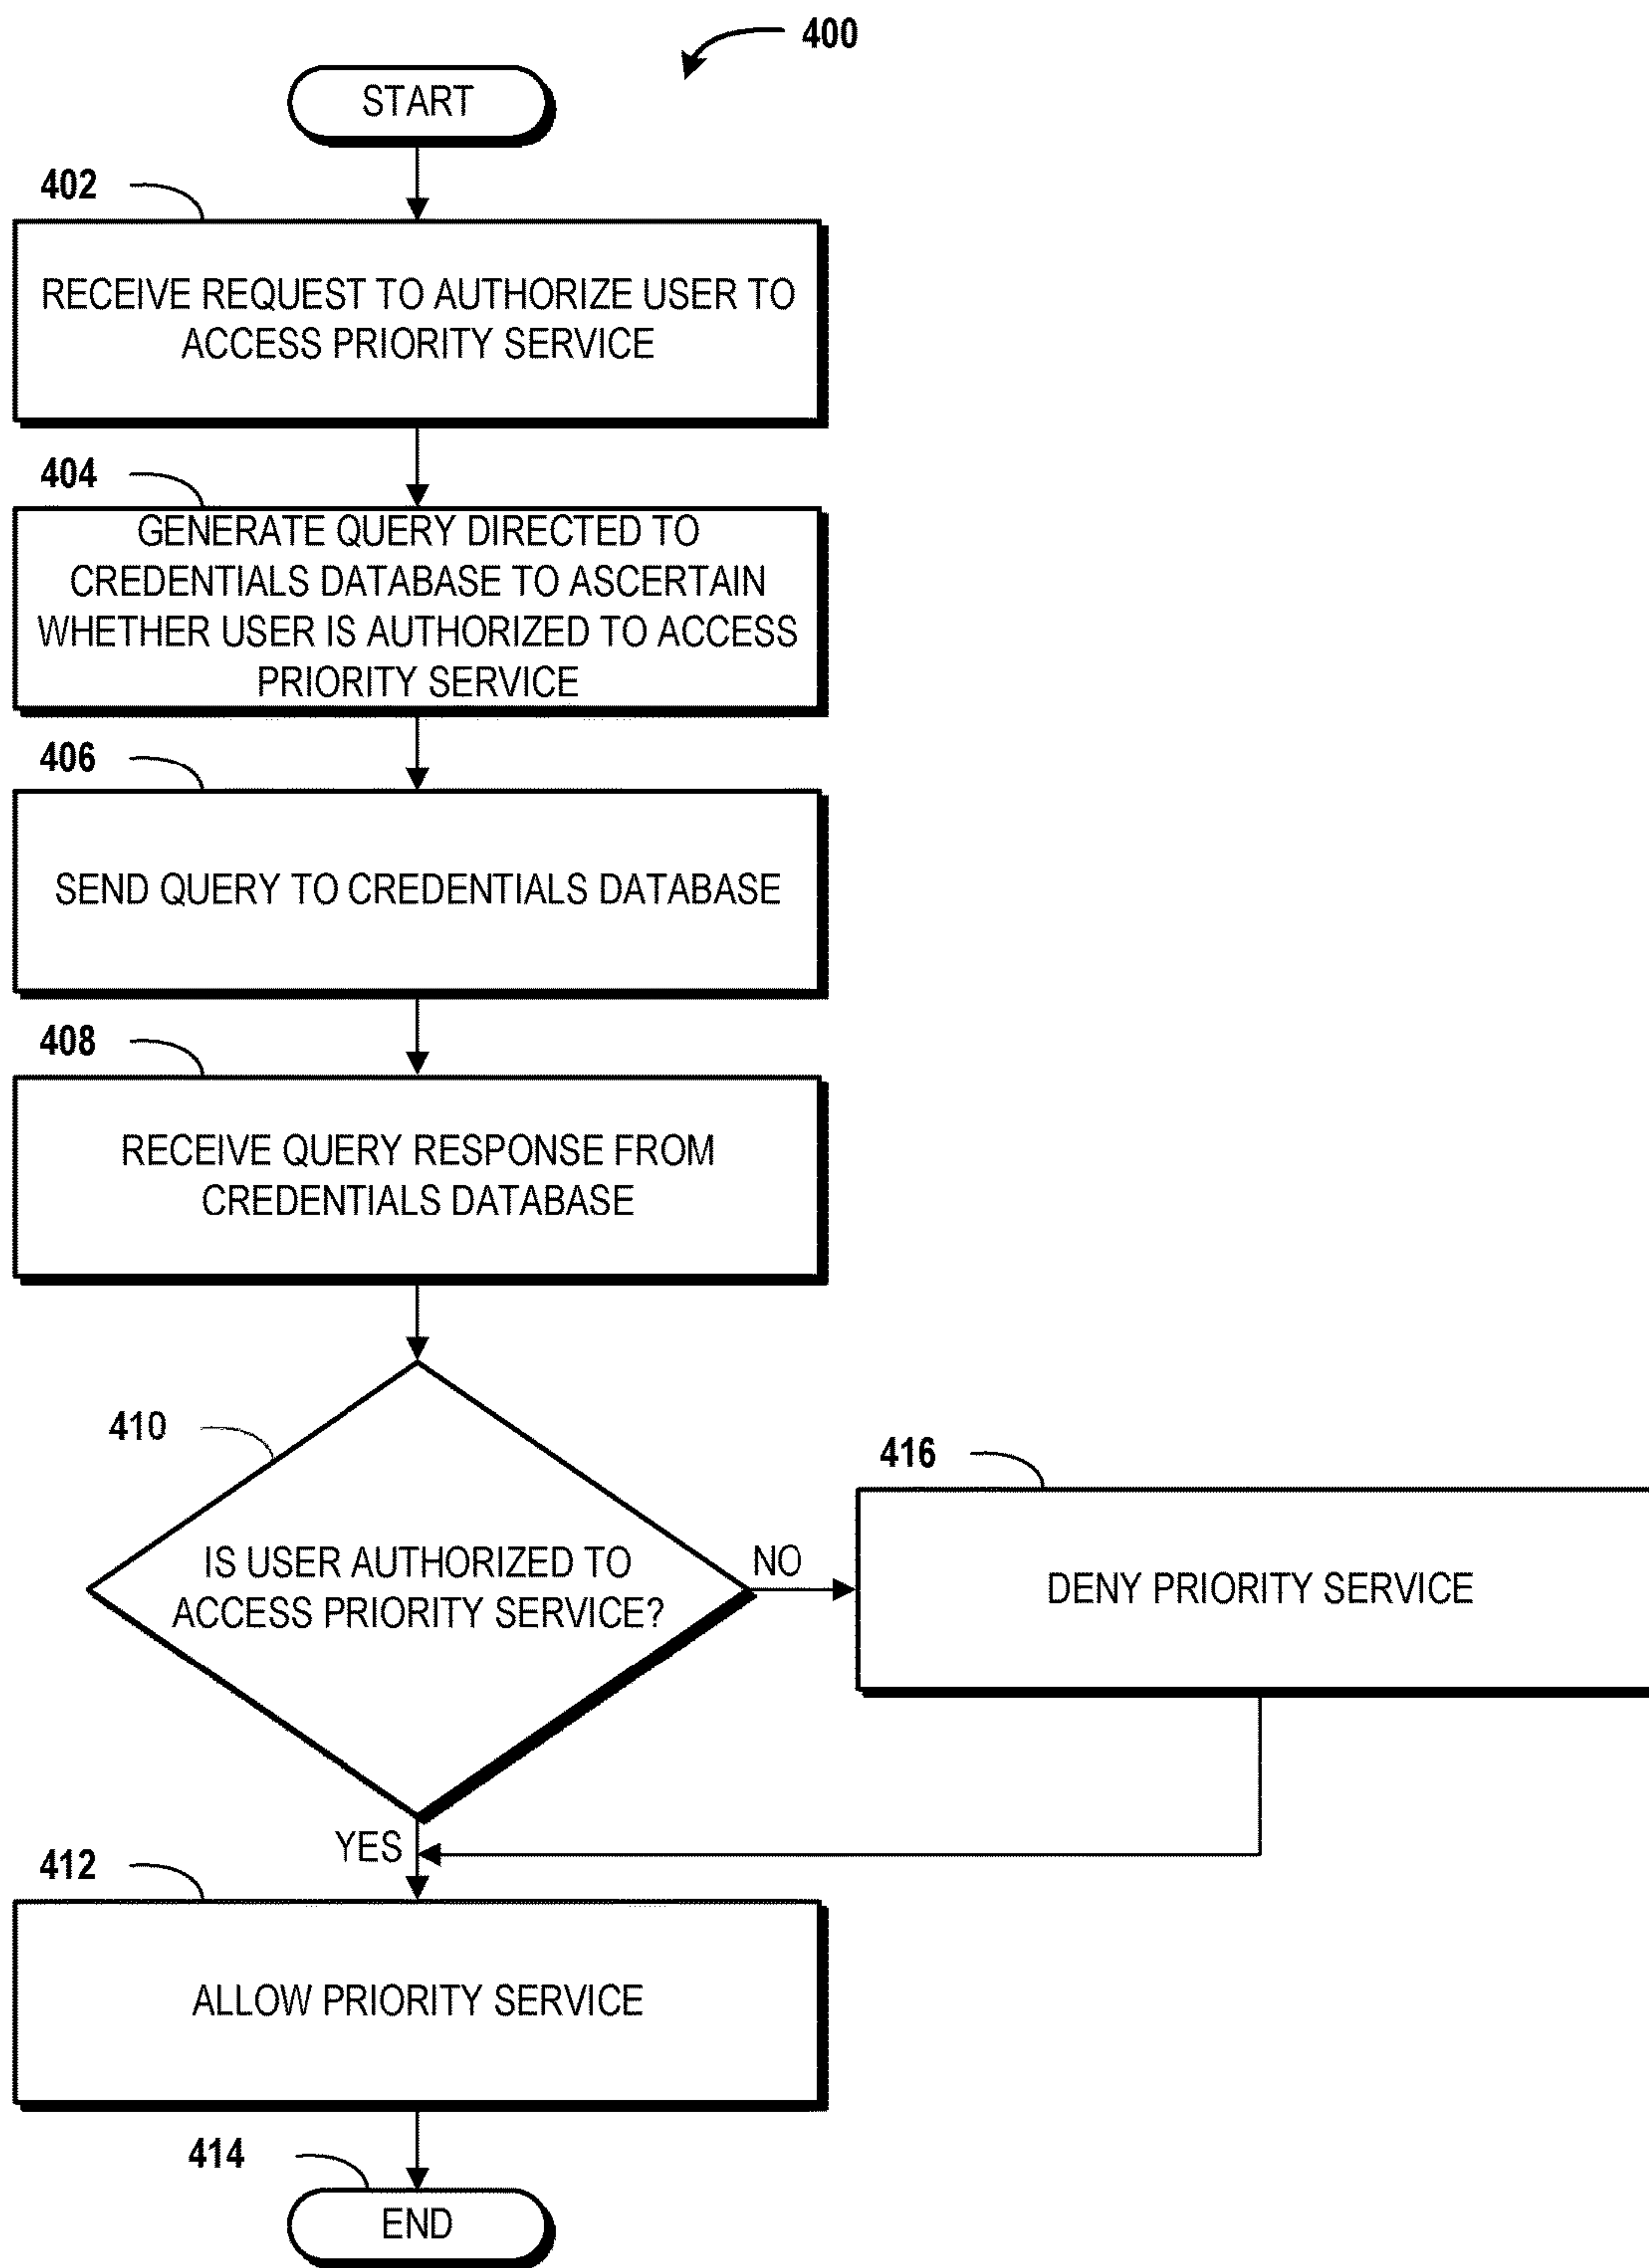 400
START
402
RECEIVE REQUEST TO AUTHORIZE USER TO
ACCESS PRIORITY SERVICE
404
GENERATE QUERY DIRECTED TO
CREDENTIALS DATABASE TO ASCERTAIN
WHETHER USER IS AUTHORIZED TO ACCESS
PRIORITY SERVICE
406
SEND QUERY TO CREDENTIALS DATABASE
408
RECEIVE QUERY RESPONSE FROM
CREDENTIALS DATABASE
410
IS USER AUTHORIZED TO
ACCESS PRIORITY SERVICE?
NO
416
DENY PRIORITY SERVICE
YES
412
ALLOW PRIORITY SERVICE
414
END